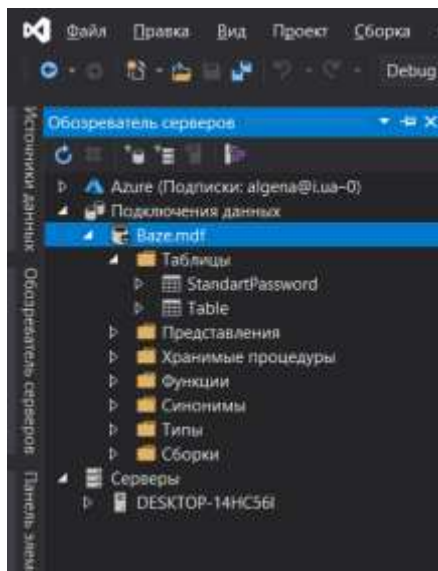 Файл Правка Вид Проект Сборка
Debug
Обозреватель серверов
Azure (Подписки: algena@i.ua-0)
Подключения данных
Baze.mdf
Таблицы
StandartPassword
Table
Представления
Хранимые процедуры
Функции
Синонимы
Типы
Сборки
Серверы
DESKTOP-14HC56I
Источники данных
Обозреватель серверов
Панель элем